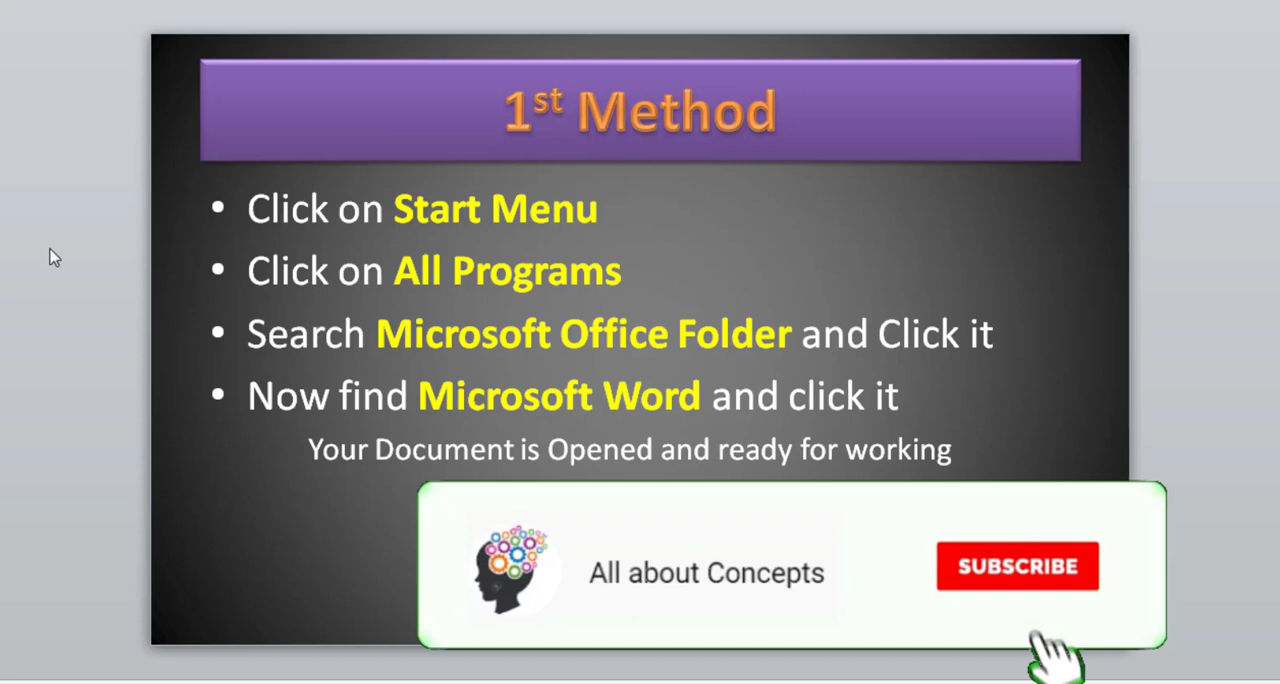 1st Method
• Click on Start Menu
• Click on All Programs
• Search Microsoft Office Folder and Click it
• Now find Microsoft Word and click it
Your Document is Opened and ready for working
All about Concepts
SUBSCRIBE